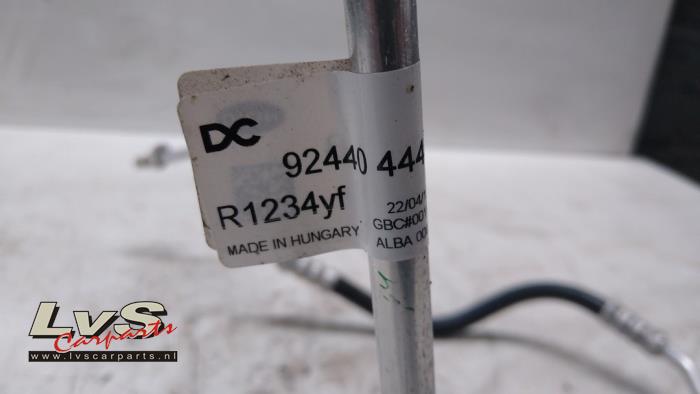 DC
92440 444
R1234yf
22/04/
GBC#00
MADE IN HUNGARY
ALBA 00
LvS
Carparts
www.lvscarparts.nl